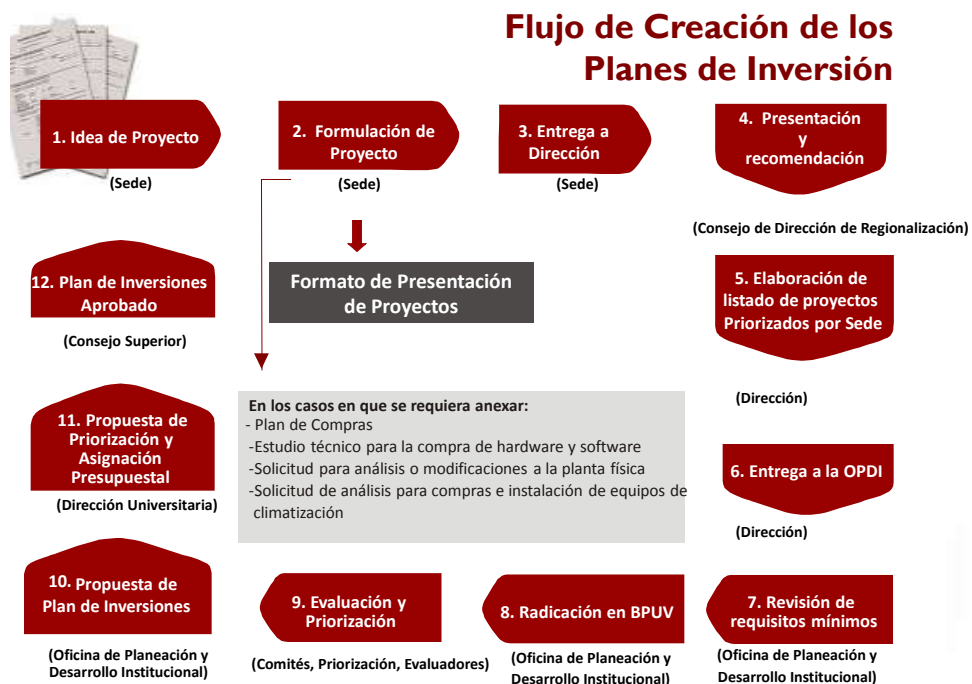 Flujo de Creación de los
Planes de Inversión
1. Idea de Proyecto
(Sede)
2. Formulación de
Proyecto
(Sede)
3. Entrega a
Dirección
(Sede)
4. Presentación
y
recomendación
(Consejo de Dirección de Regionalización)
Formato de Presentación
de Proyectos
5. Elaboración de
listado de proyectos
Priorizados por Sede
(Dirección)
12. Plan de Inversiones
Aprobado
(Consejo Superior)
En los casos en que se requiera anexar:
- Plan de Compras
-Estudio técnico para la compra de hardware y software
-Solicitud para análisis o modificaciones a la planta física
-Solicitud de análisis para compras e instalación de equipos de
climatización
11. Propuesta de
Priorización y
Asignación
Presupuestal
(Dirección Universitaria)
6. Entrega a la OPDI
(Dirección)
10. Propuesta de
Plan de Inversiones
(Oficina de Planeación y
Desarrollo Institucional)
9. Evaluación y
Priorización
(Comités, Priorización, Evaluadores)
8. Radicación en BPUV
(Oficina de Planeación y
Desarrollo Institucional)
7. Revisión de
requisitos mínimos
(Oficina de Planeación y
Desarrollo Institucional)